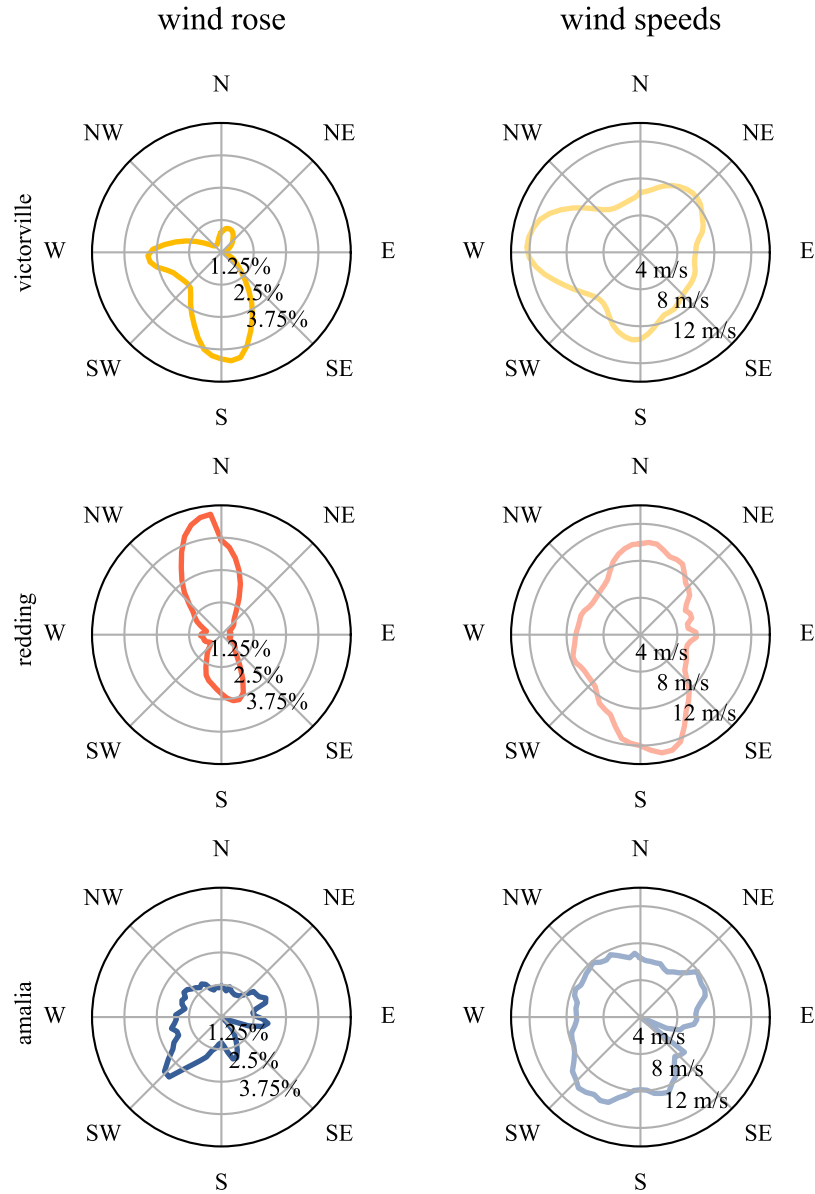 wind rose wind speeds
N N
NW NE NW NE
victorville
W E W E
1.25% 4 m/s
2.5% 8 m/s
3.75% 12 m/s
SW SE SW SE
S S
N N
NW NE NW NE
redding
W E W E
1.25% 4 m/s
2.5% 8 m/s
3.75% 12 m/s
SW SE SW SE
S S
N N
NW NE NW NE
amalia
W E W E
1.25% 4 m/s
2.5% 8 m/s
3.75% 12 m/s
SW SE SW SE
S S